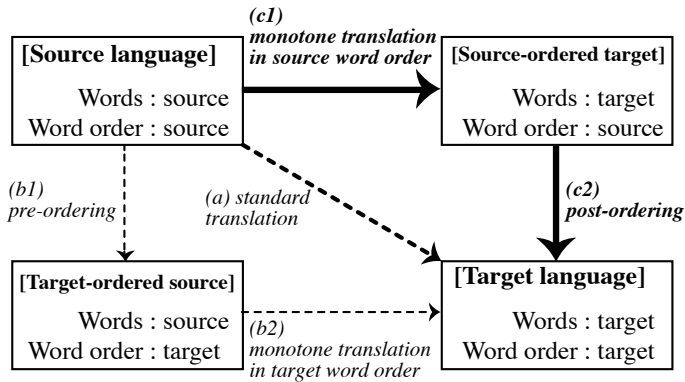 (c1)
monotone translation
in source word order
[Source language]
Words : source
Word order : source
[Source-ordered target]
Words : target
Word order : source
(b1)
pre-ordering
(a) standard
translation
(c2)
post-ordering
[Target-ordered source]
Words : source
Word order : target
(b2)
monotone translation
in target word order
[Target language]
Words : target
Word order : target